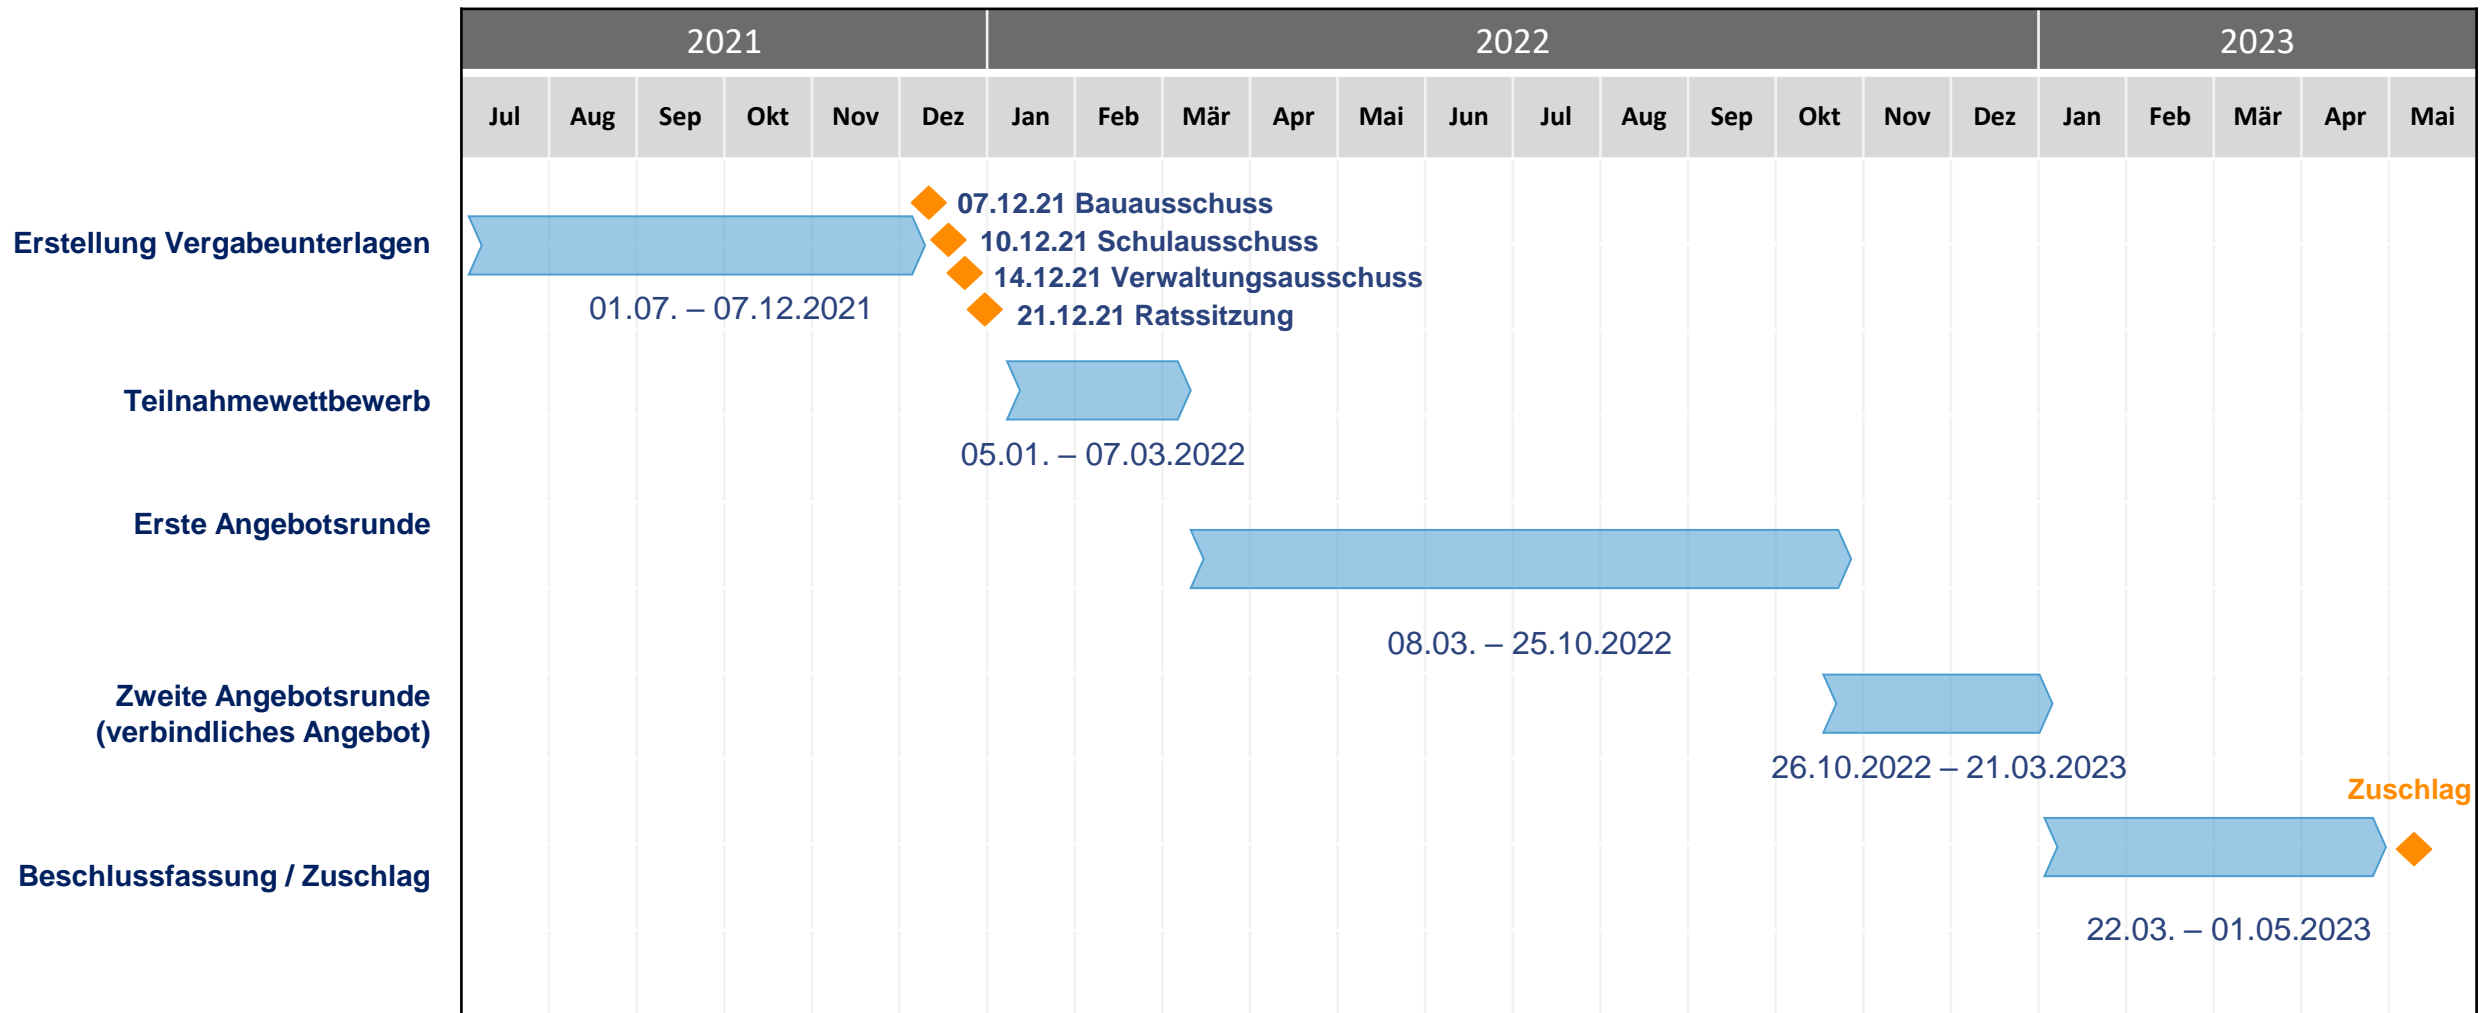 2021 2022 2023
Jul Aug Sep Okt Nov Dez Jan Feb Mär Apr Mai Jun Jul Aug Sep Okt Nov Dez Jan Feb Mär Apr Mai
Erstellung Vergabeunterlagen
07.12.21 Bauausschuss
10.12.21 Schulausschuss
14.12.21 Verwaltungsausschuss
21.12.21 Ratssitzung
01.07. – 07.12.2021
Teilnahmewettbewerb
05.01. – 07.03.2022
Erste Angebotsrunde
08.03. – 25.10.2022
Zweite Angebotsrunde
(verbindliches Angebot)
26.10.2022 – 21.03.2023
Zuschlag
Beschlussfassung / Zuschlag
22.03. – 01.05.2023